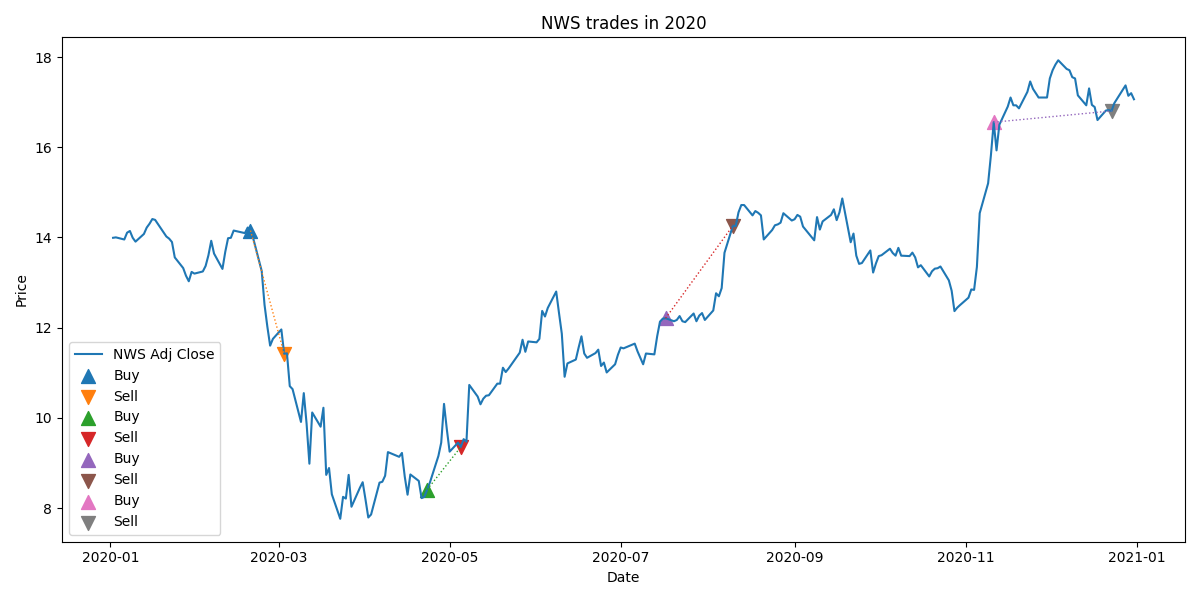 NWS trades in 2020
Price
18
16
14
12
10
8
NWS Adj Close
Buy
Sell
Buy
Sell
Buy
Sell
Buy
Sell
2020-01
2020-03
2020-05
2020-07
2020-09
2020-11
2021-01
Date